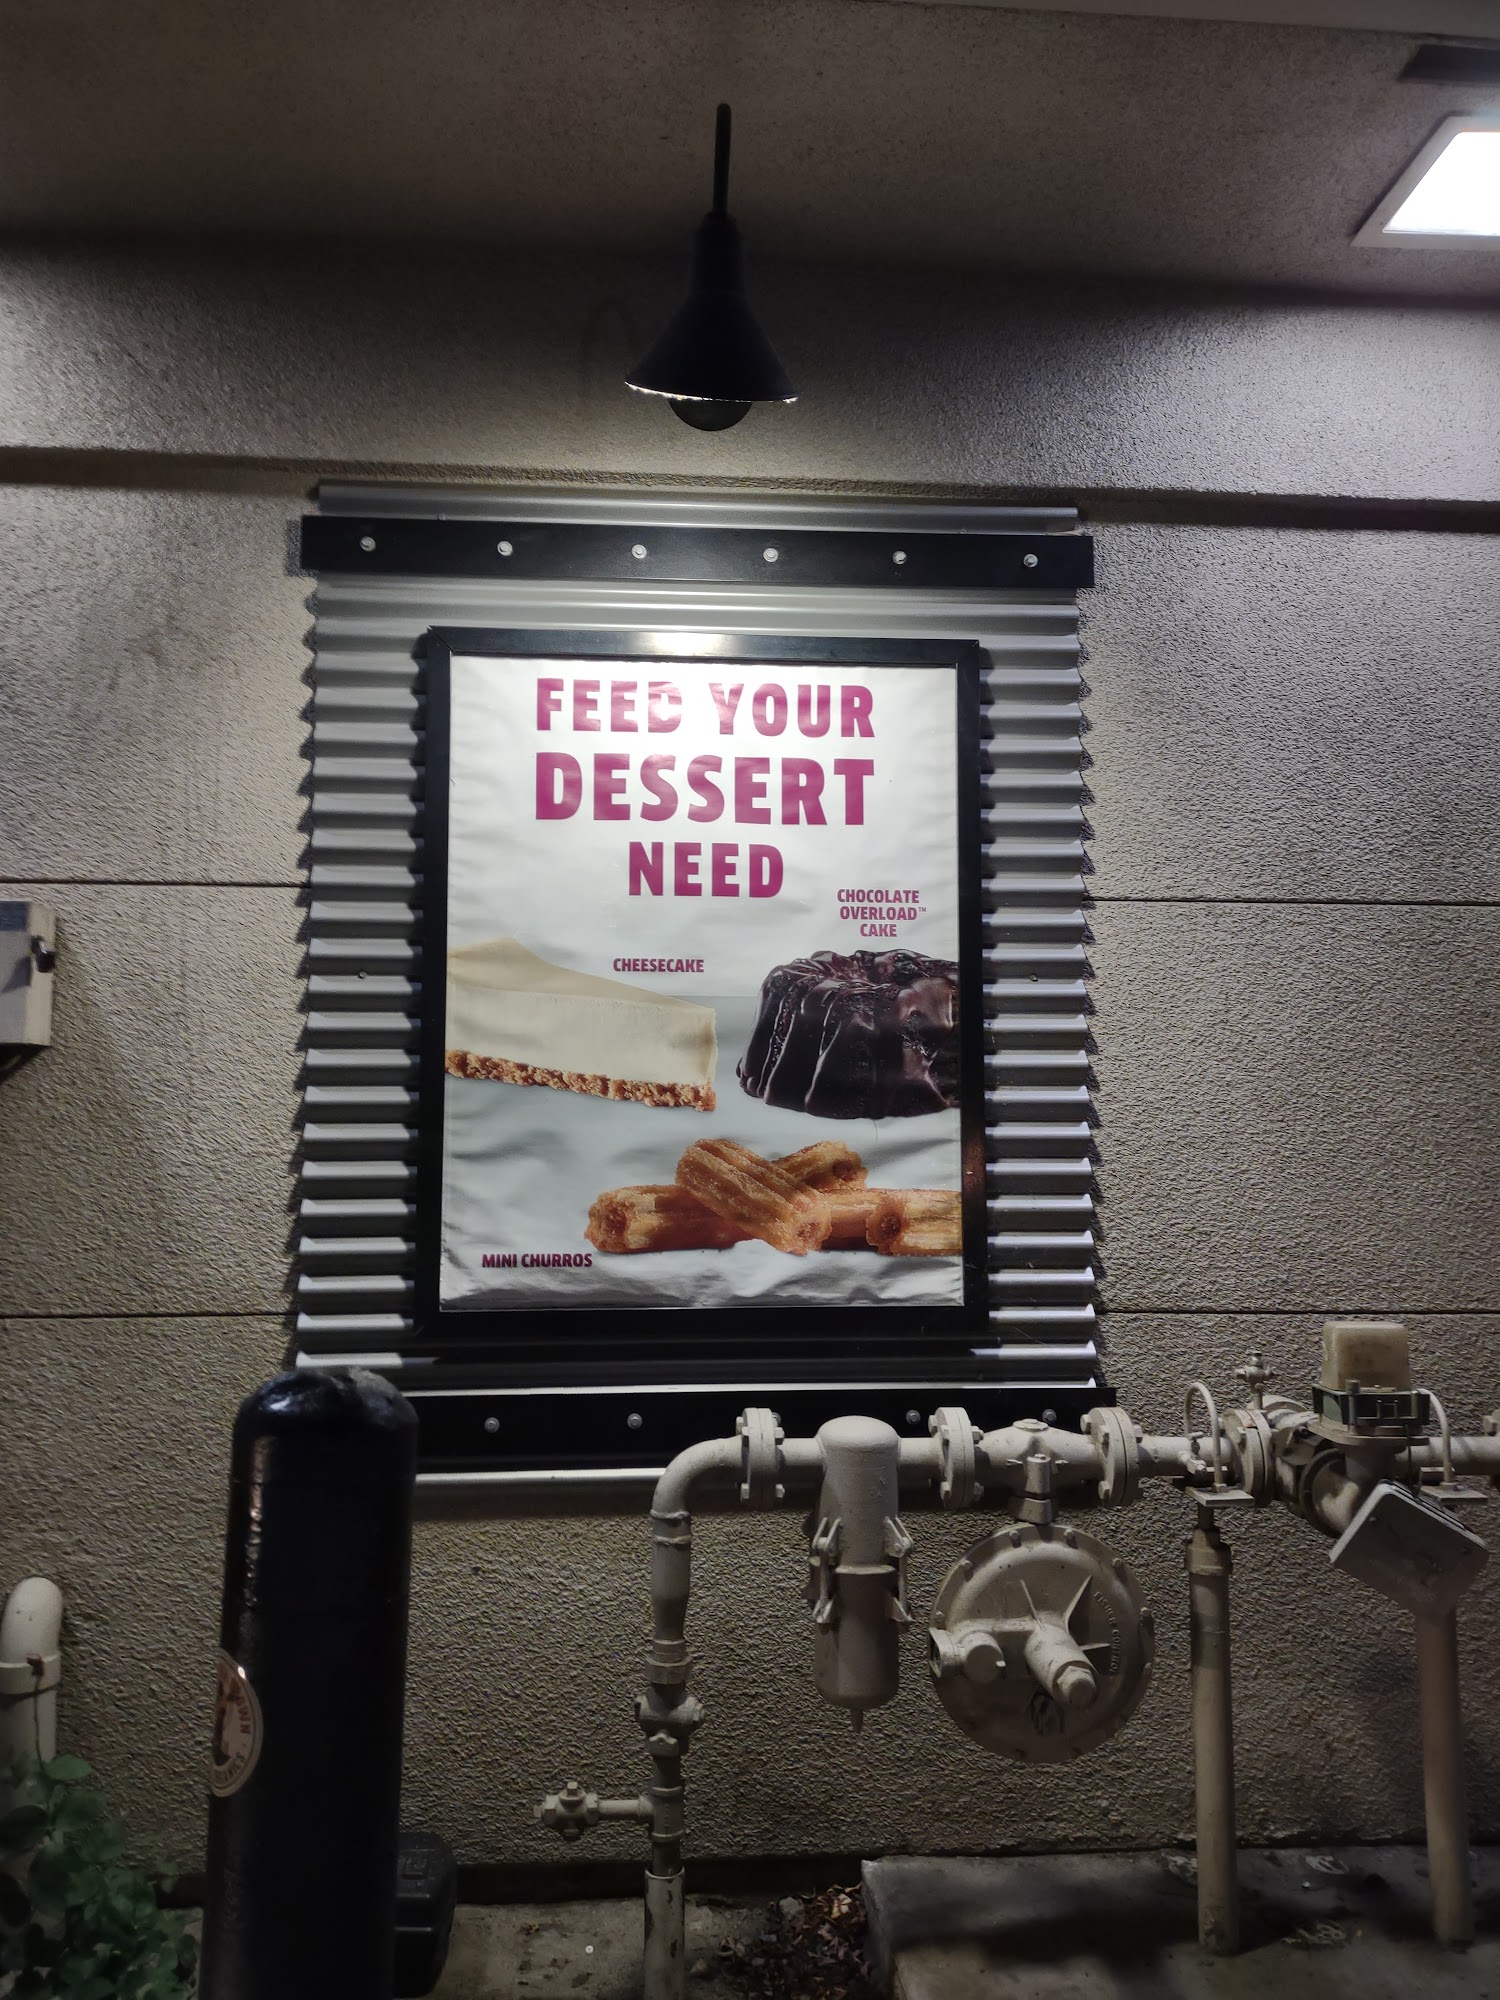 FEED YOUR
DESSERT
NEED
CHOCOLATE
OVERLOAD™
CAKE
CHEESECAKE
MINI CHURROS